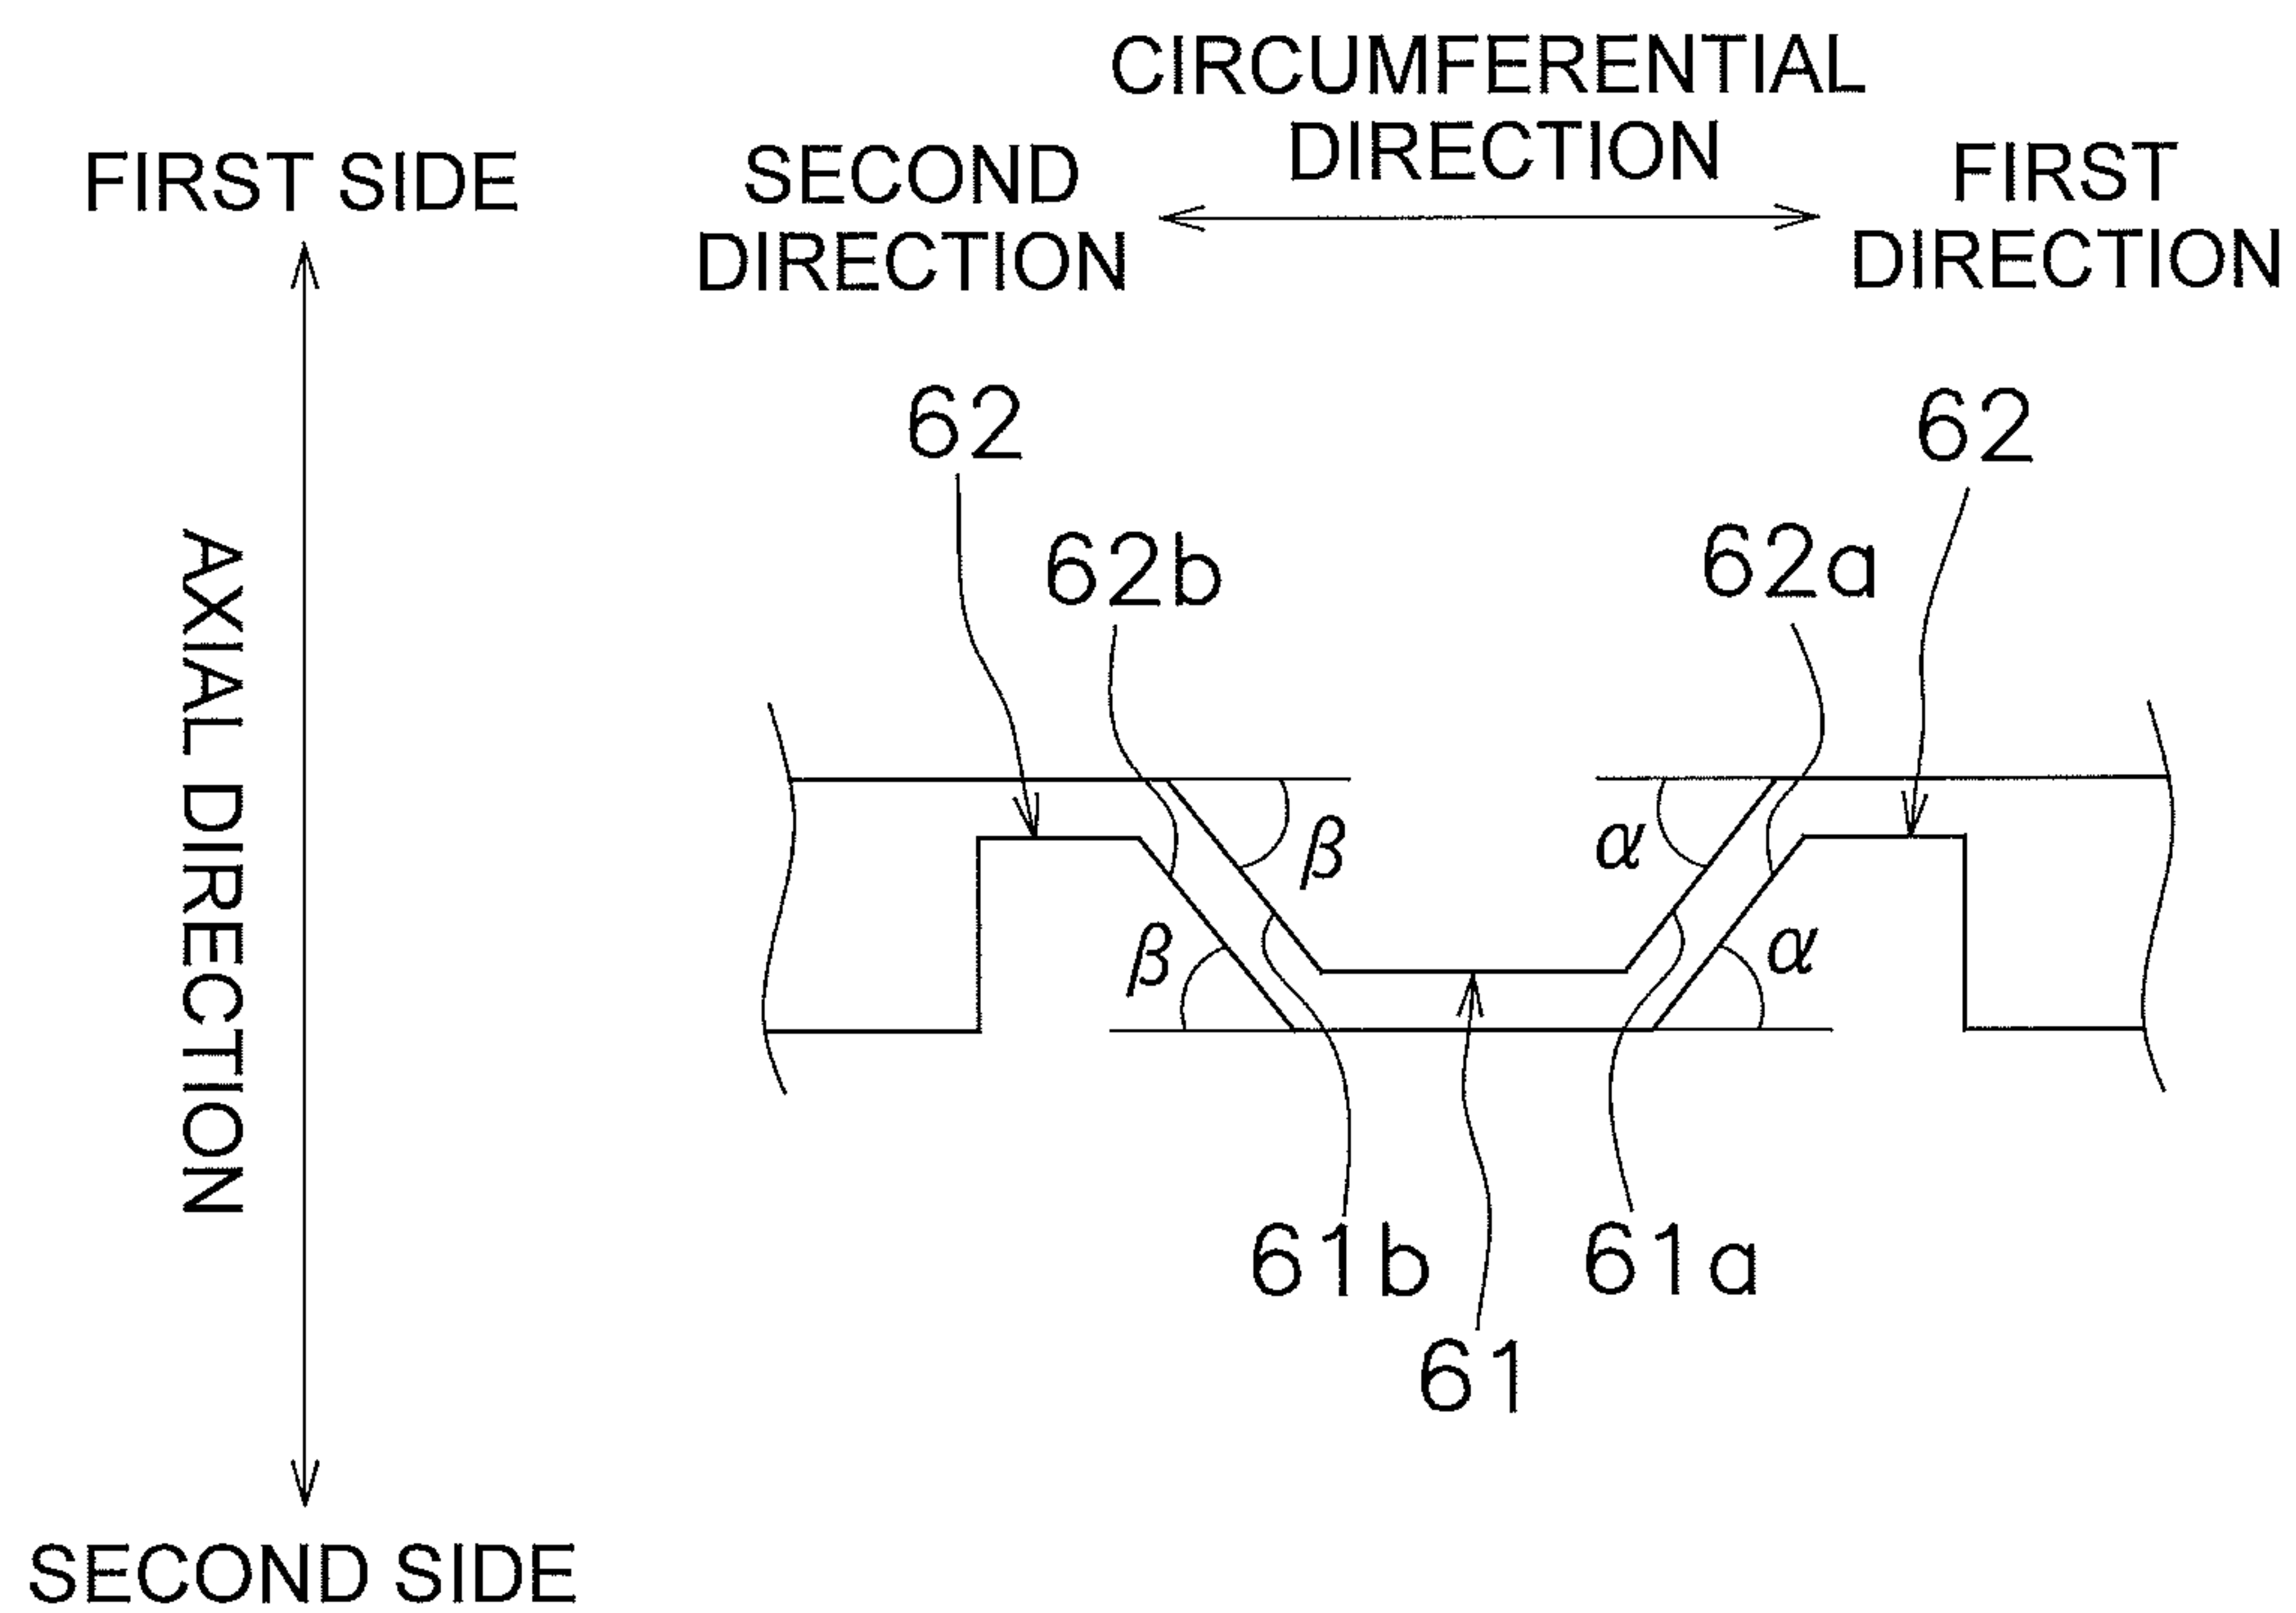 CIRCUMFERENTIAL
DIRECTION
FIRST SIDE
SECOND
DIRECTION
FIRST
DIRECTION
62
62
62b
62a
AXIAL DIRECTION
β
α
β
α
61b
61a
61
SECOND SIDE